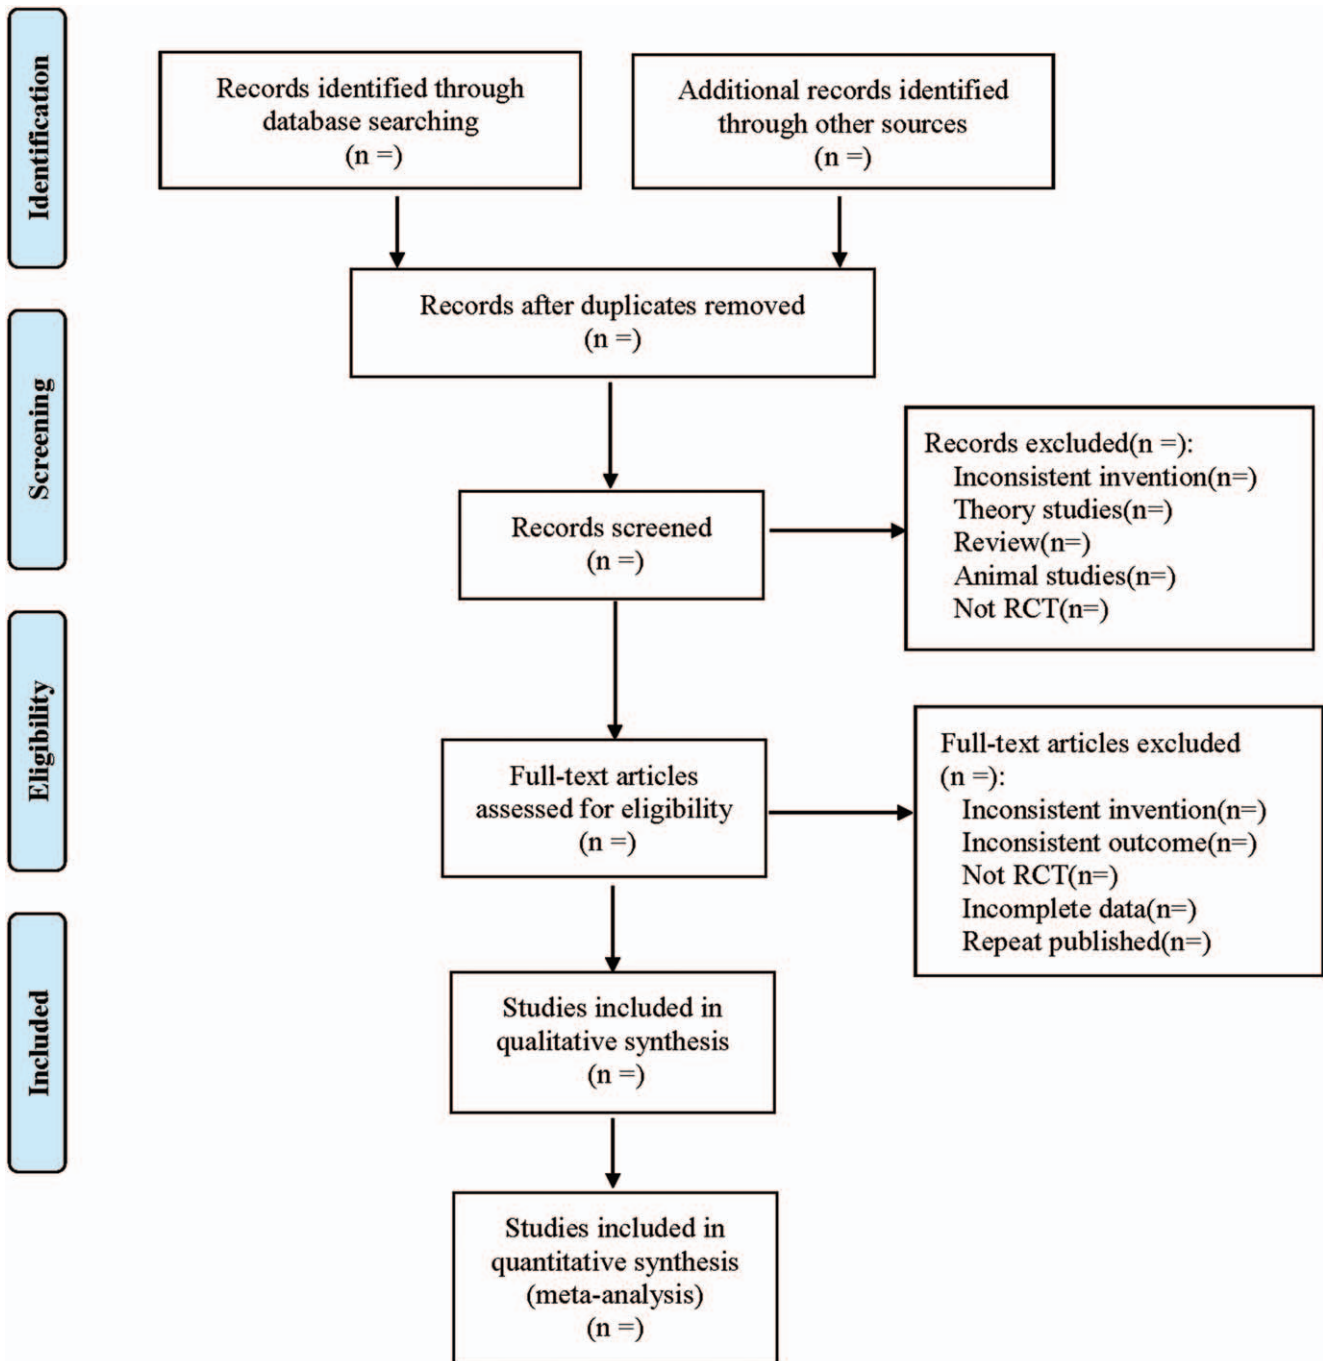 Identification
Records identified through
database searching
(n =)
Additional records identified
through other sources
(n =)
Records after duplicates removed
(n =)
Screening
Records screened
(n =)
Records excluded(n =):
Inconsistent invention(n=)
Theory studies(n=)
Review(n=)
Animal studies(n=)
Not RCT(n=)
Eligibility
Full-text articles
assessed for eligibility
(n =)
Full-text articles excluded
(n =):
Inconsistent invention(n=)
Inconsistent outcome(n=)
Not RCT(n=)
Incomplete data(n=)
Repeat published(n=)
Included
Studies included in
qualitative synthesis
(n =)
Studies included in
quantitative synthesis
(meta-analysis)
(n =)